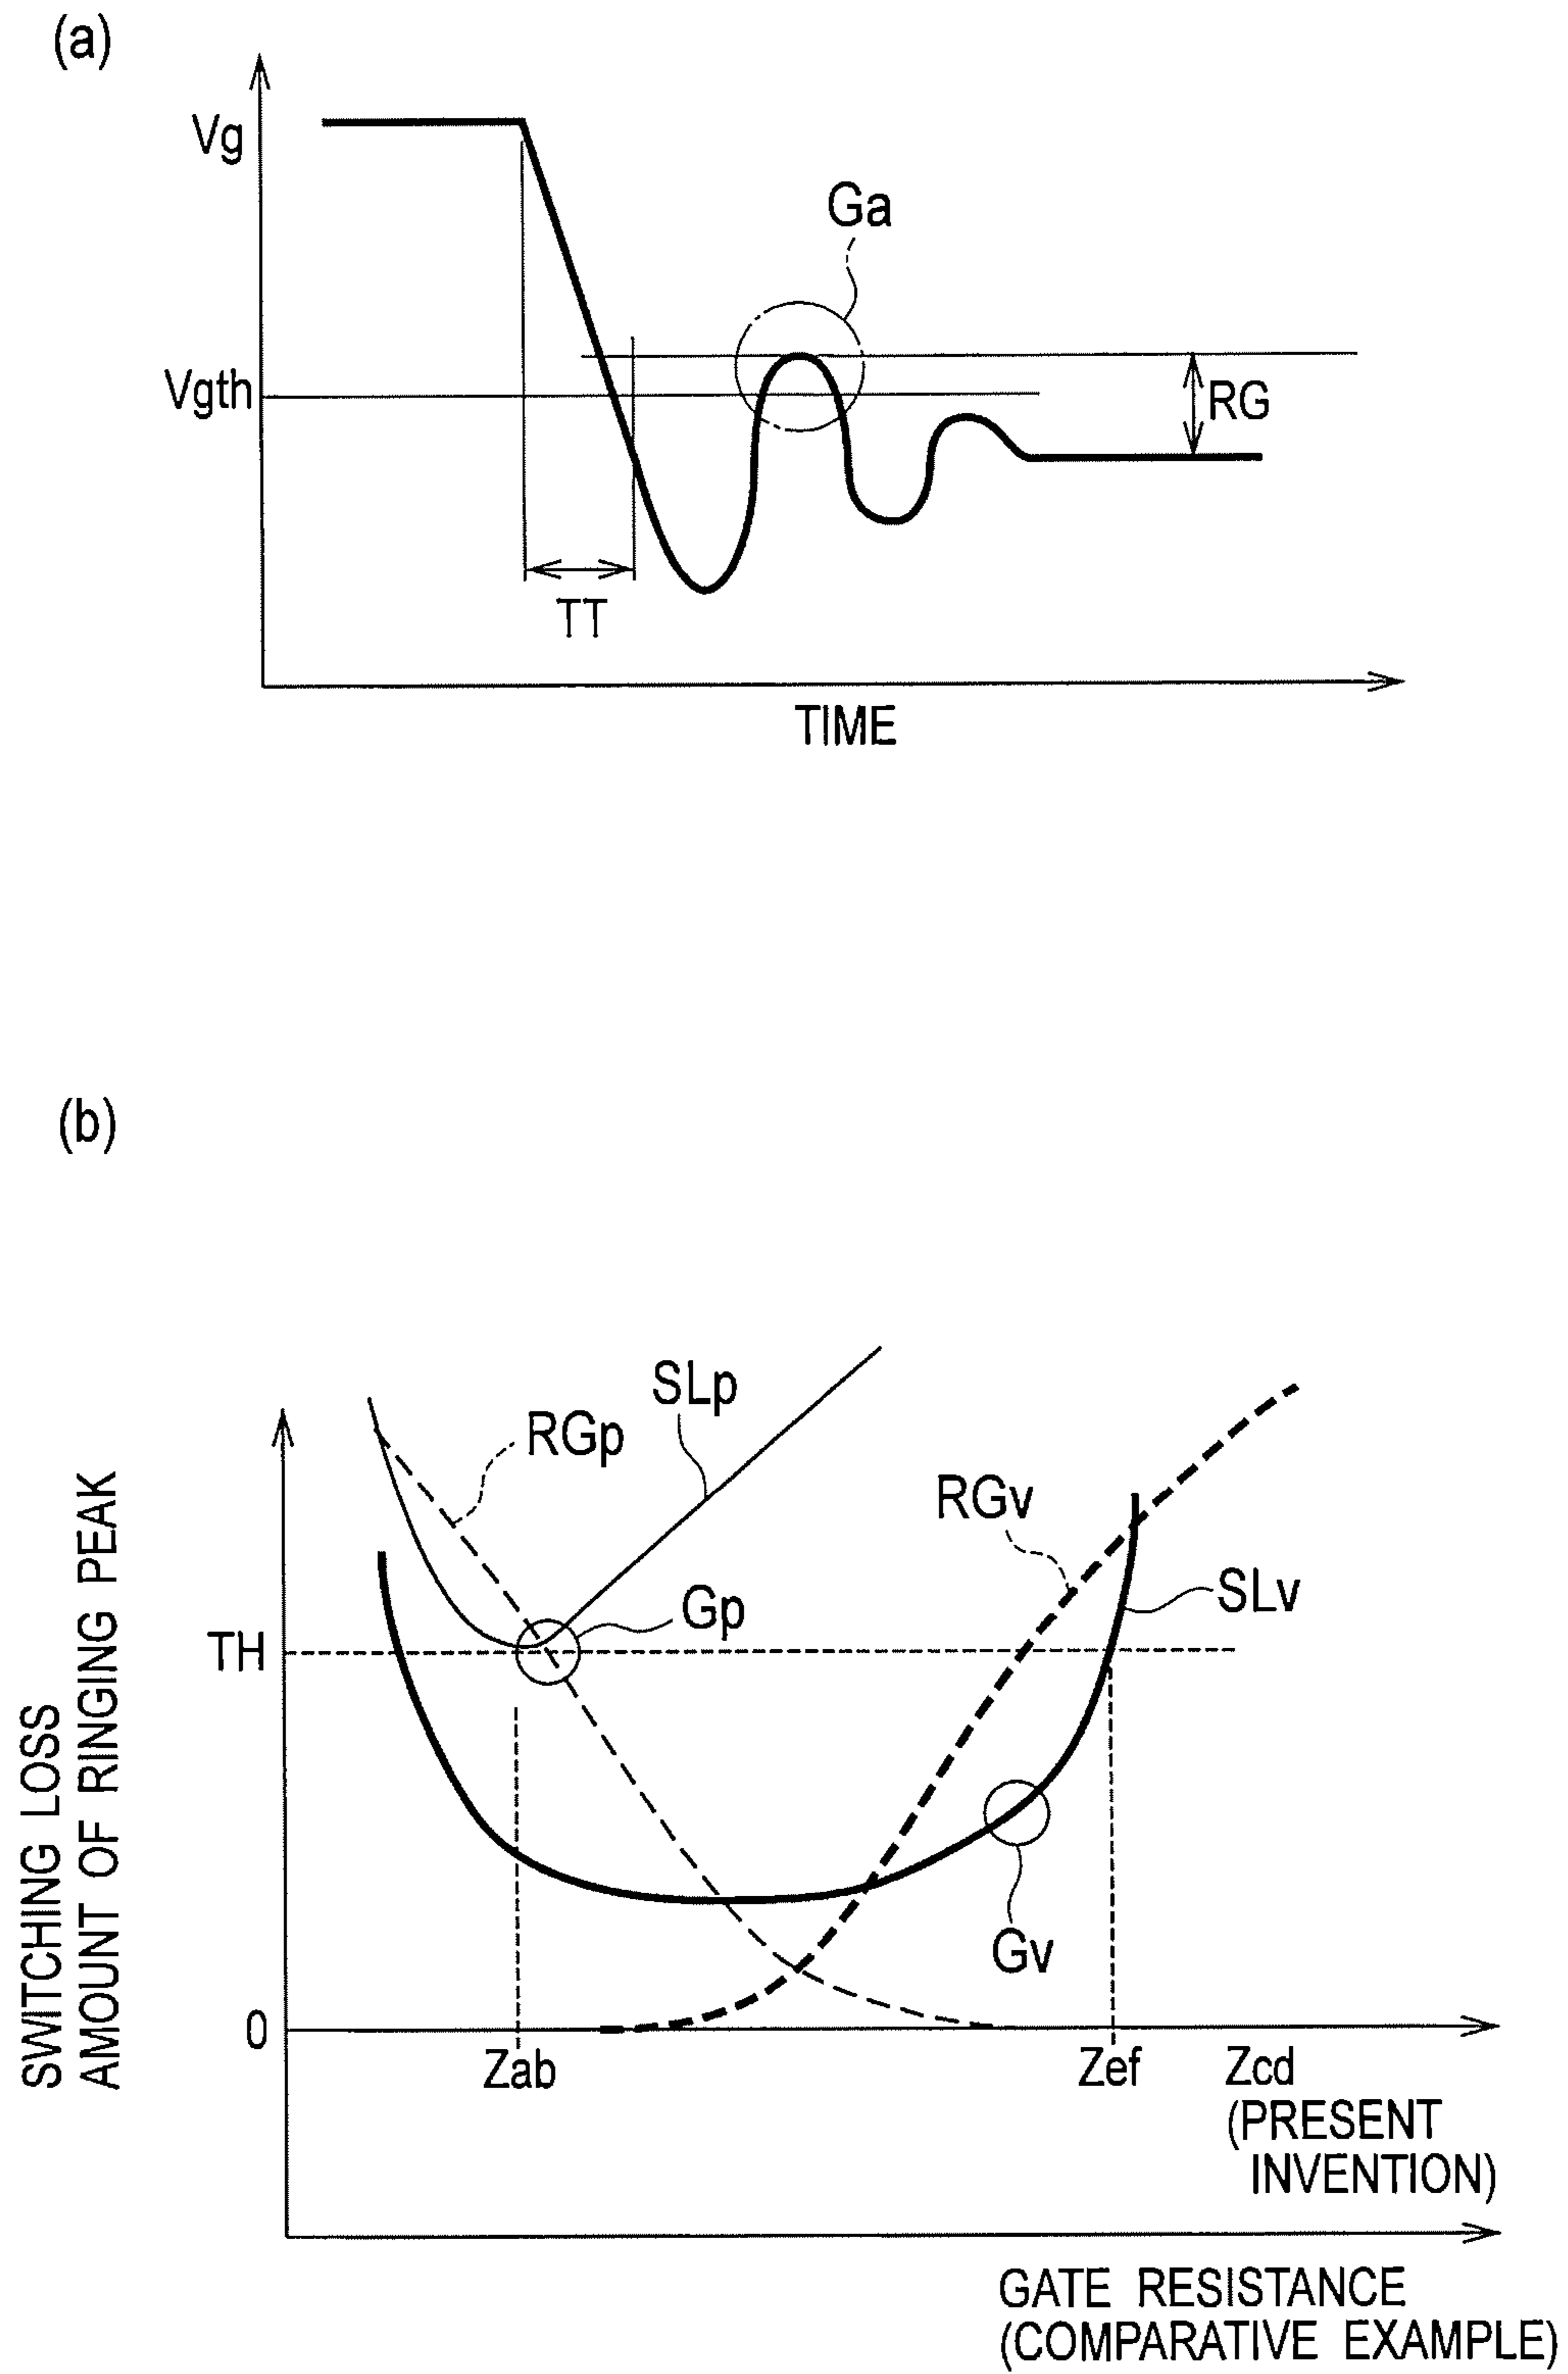 (a)
Vg
Ga
Vgth
RG
TT
TIME
(b)
SLp
RGp
RGv
SLv
Gp
TH
Gv
SWITCHING LOSS
AMOUNT OF RINGING PEAK
0
Zab
Zef
Zcd
(PRESENT
INVENTION)
GATE RESISTANCE
(COMPARATIVE EXAMPLE)